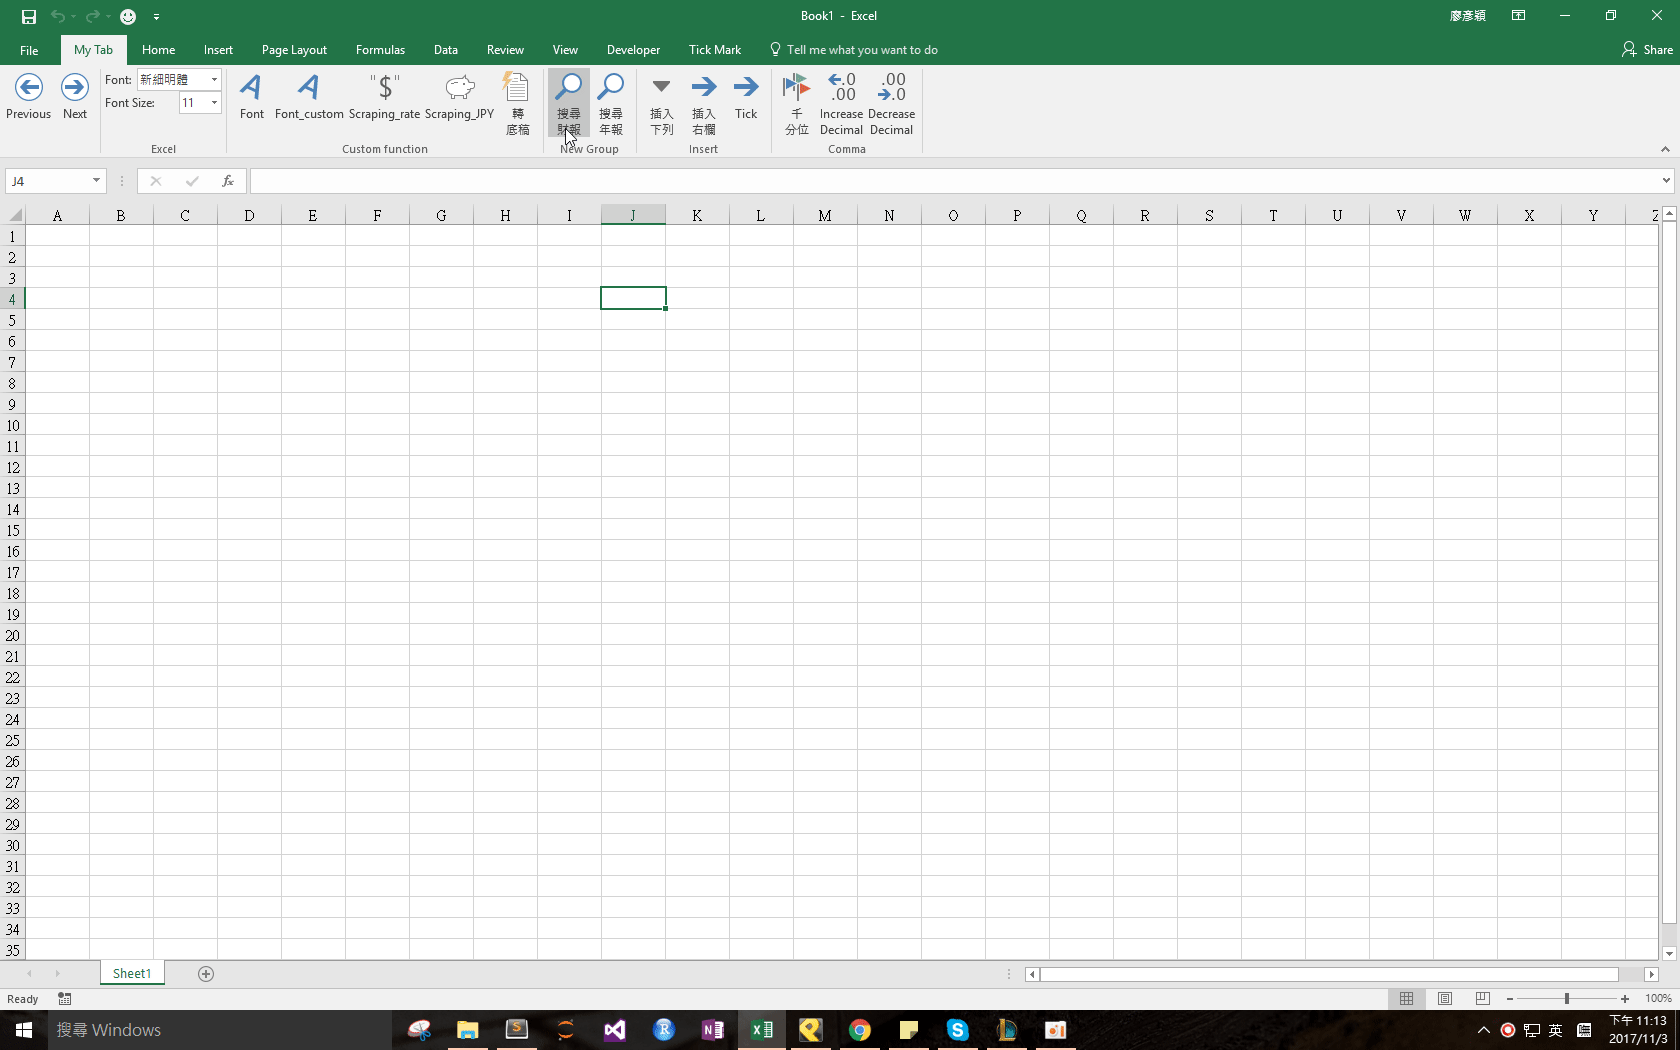 Book1 - Excel
廖彥穎
File
My Tab
Home
Insert
Page Layout
Formulas
Data
Review
View
Developer
Tick Mark
Tell me what you want to do
Share
Previous
Next
Font:
新細明體
Font Size:
11
Font
Font_custom
"$"
Scraping_rate
Scraping_JPY
轉
底稿
搜尋
財報
搜尋
年報
插入
下列
插入
右欄
Tick
千
分位
.0
.00
Increase
Decimal
.00
.0
Decrease
Decimal
Excel
Custom function
New Group
Insert
Comma
J4
fx
A B C D E F G H I J K L M N O P Q R S T U V W X Y Z
1
2
3
4
5
6
7
8
9
10
11
12
13
14
15
16
17
18
19
20
21
22
23
24
25
26
27
28
29
30
31
32
33
34
35
Sheet1
Ready
100%
搜尋 Windows
英
下午 11:13
2017/11/3